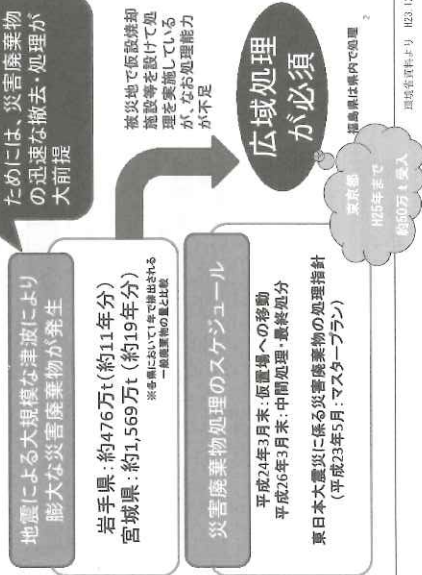 ためには、災害廃棄物
の迅速な撤去・処理が
大前提
地震による大規模な津波により
膨大な災害廃棄物が発生
岩手県：約476万t（約11年分）
宮城県：約1,569万t（約19年分）
※各県において1年で排出される
一般廃棄物の量と比較
被災地で仮設焼却
施設等を設けて処
理を実施している
が、なお処理能力
が不足
広域処理
が必須
福島県は県内で処理
災害廃棄物処理のスケジュール
平成24年3月末：仮置場への移動
平成26年3月末：中間処理・最終処分
東日本大震災に係る災害廃棄物の処理指針
（平成23年5月：マスタープラン）
東京都
H25年まで
約50万t受入
2
環境省資料より H23.12